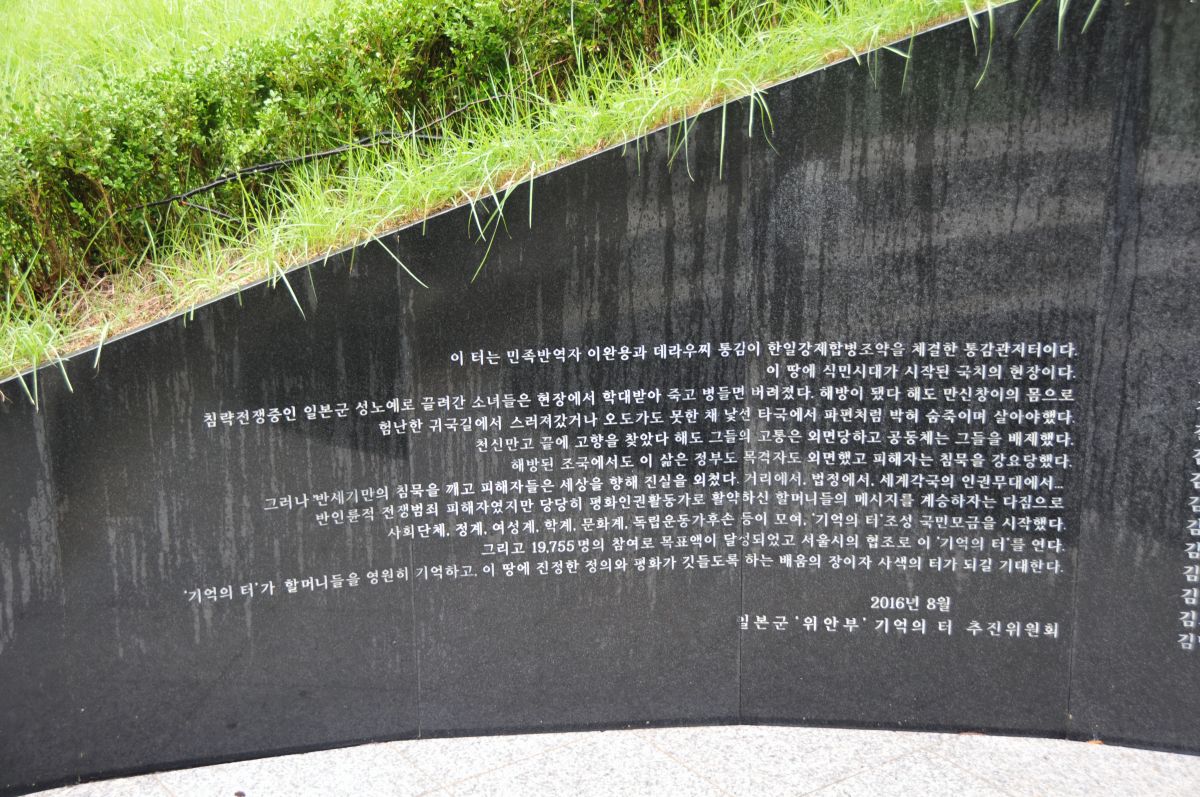 이 터는 민족반역자 이완용과 데라우찌 통감이 한일강제합병조약을 체결한 통감관저터이다.
이 땅에 식민시대가 시작된 국치의 현장이다.
침략전쟁중인 일본군 성노예로 끌려간 소녀들은 현장에서 학대받아 죽고 병들면 버려졌다. 해방이 됐다 해도 만신창이의 몸으로
험난한 귀국길에서 스러져갔거나 오도가도 못한 채 낯선 타국에서 파편처럼 박혀 숨죽이며 살아야했다.
천신만고 끝에 고향을 찾았다 해도 그들의 고통은 외면당하고 공동체는 그들을 배제했다.
해방된 조국에서도 이 삶은 정부도 목격자도 외면했고 피해자는 침묵을 강요당했다.
그러나 반세기만의 침묵을 깨고 피해자들은 세상을 향해 진실을 외쳤다. 거리에서, 법정에서, 세계각국의 인권무대에서...
반인륜적 전쟁범죄 피해자였지만 당당히 평화인권활동가로 활약하신 할머니들의 메시지를 계승하자는 다짐으로
사회단체, 정계, 여성계, 학계, 문화계, 독립운동가후손 등이 모여, '기억의 터'조성 국민모금을 시작했다.
그리고 19,755명의 참여로 목표액이 달성되었고 서울시의 협조로 이 '기억의 터'를 연다.
'기억의 터'가 할머니들을 영원히 기억하고, 이 땅에 진정한 정의와 평화가 깃들도록 하는 배움의 장이자 사색의 터가 되길 기대한다.
2016년 8월
일본군 '위안부' 기억의 터 추진위원회
김
김
김
김